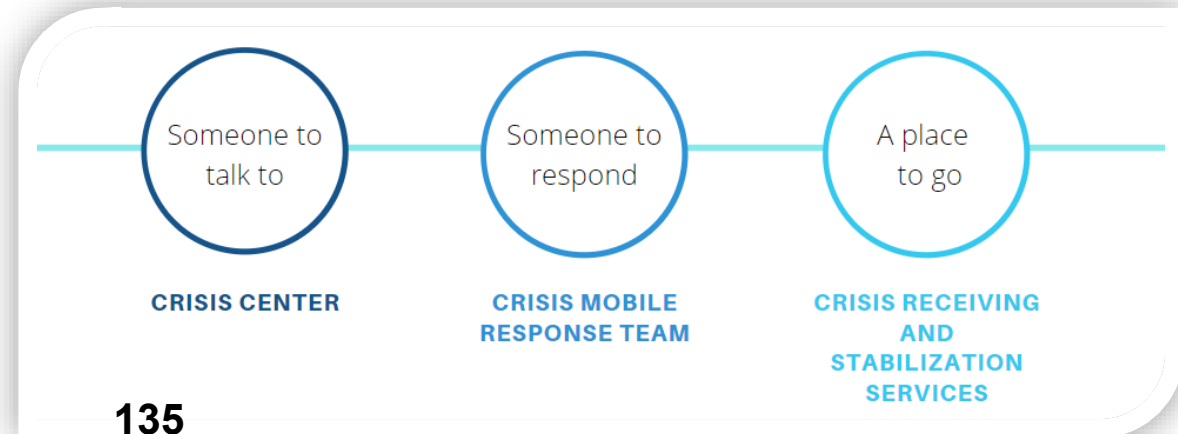 Someone to
talk to
Someone to
respond
A place
to go
CRISIS CENTER
CRISIS MOBILE
RESPONSE TEAM
CRISIS RECEIVING
AND
STABILIZATION
SERVICES
135